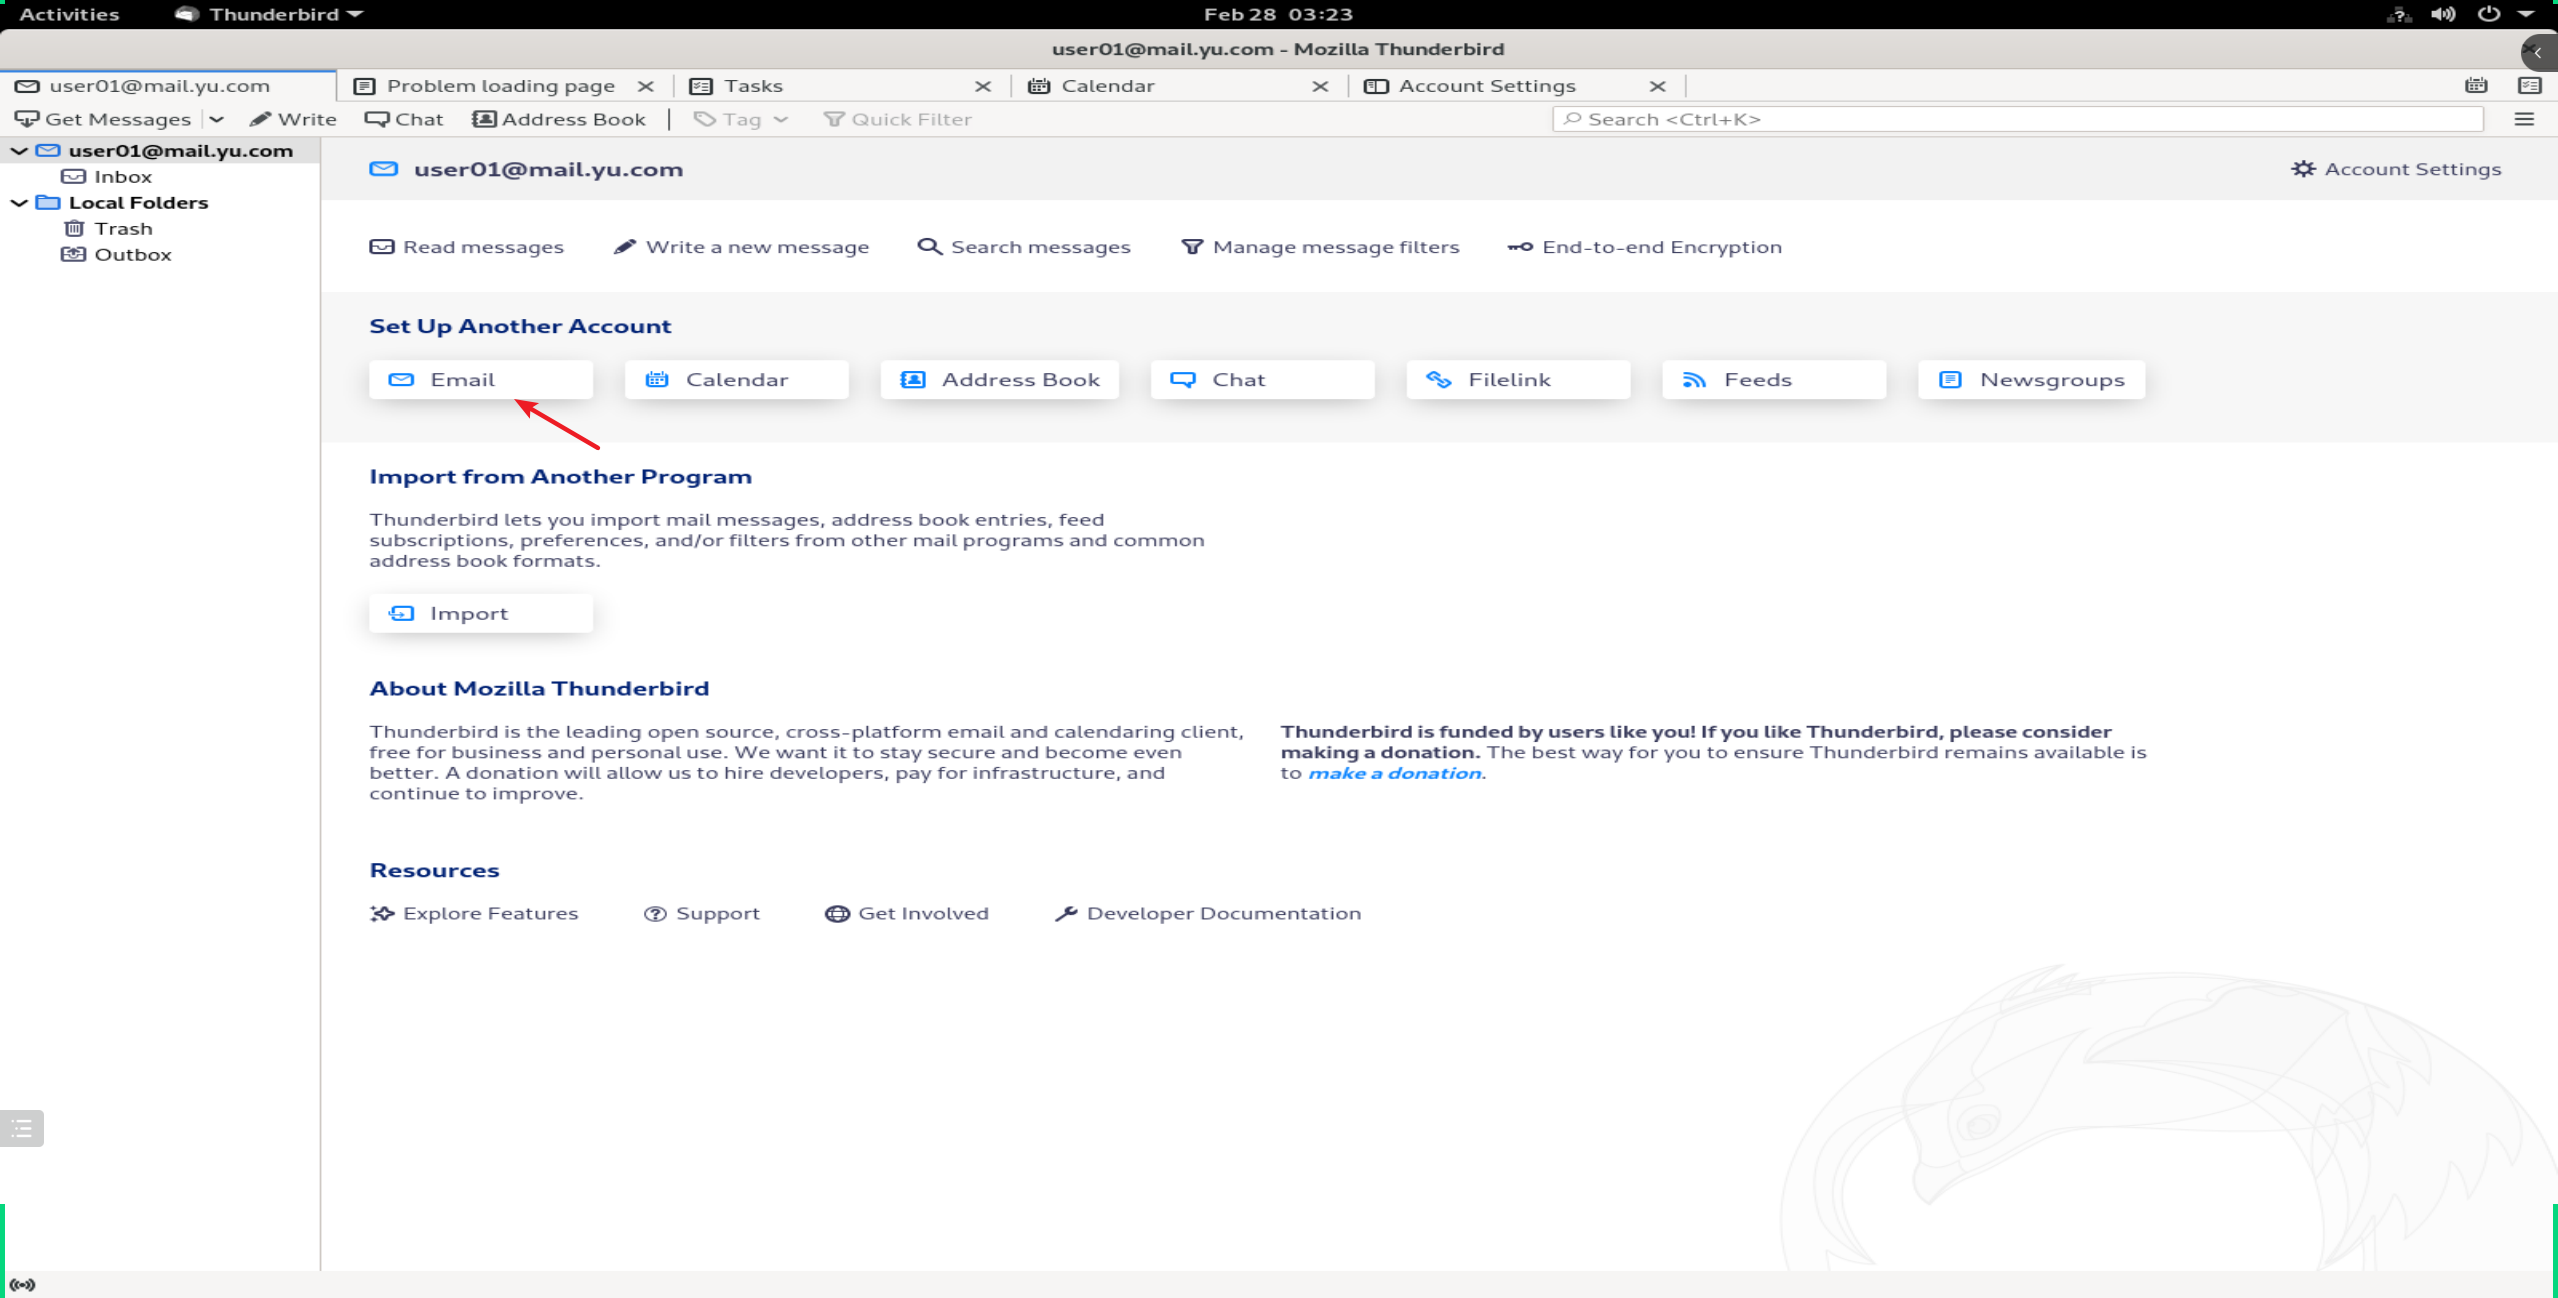 Activities Thunderbird Feb 28 03:23
user01@mail.yu.com - Mozilla Thunderbird
user01@mail.yu.com Problem loading page Tasks Calendar Account Settings
Get Messages Write Chat Address Book Tag Quick Filter Search <Ctrl+K>
user01@mail.yu.com
Inbox
Local Folders
Trash
Outbox
user01@mail.yu.com Account Settings
Read messages Write a new message Search messages Manage message filters End-to-end Encryption
Set Up Another Account
Email Calendar Address Book Chat Filelink Feeds Newsgroups
Import from Another Program
Thunderbird lets you import mail messages, address book entries, feed
subscriptions, preferences, and/or filters from other mail programs and common
address book formats.
Import
About Mozilla Thunderbird
Thunderbird is the leading open source, cross-platform email and calendaring client,
free for business and personal use. We want it to stay secure and become even
better. A donation will allow us to hire developers, pay for infrastructure, and
continue to improve.
Thunderbird is funded by users like you! If you like Thunderbird, please consider
making a donation. The best way for you to ensure Thunderbird remains available is
to make a donation.
Resources
Explore Features Support Get Involved Developer Documentation